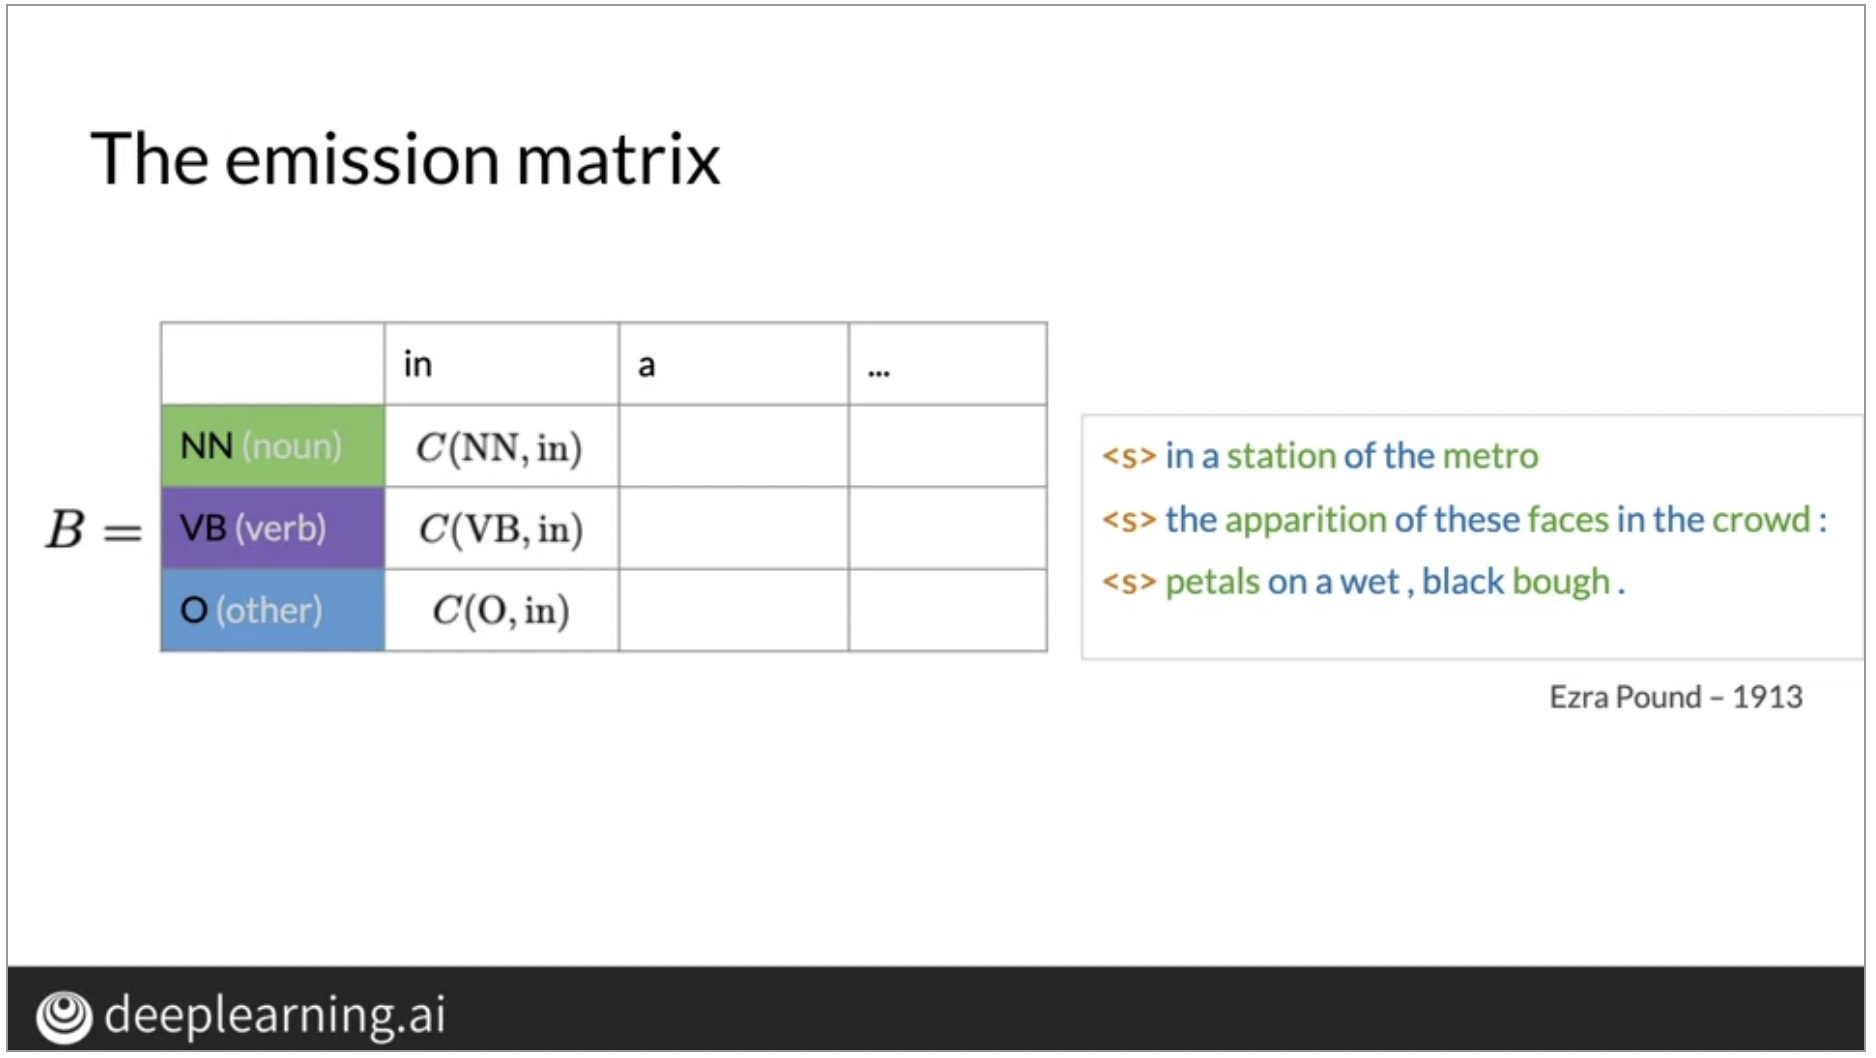 The emission matrix
in a ...
NN (noun) C(NN, in)
B = VB (verb) C(VB, in)
O (other) C(O, in)
<s> in a station of the metro
<s> the apparition of these faces in the crowd :
<s> petals on a wet , black bough .
Ezra Pound – 1913
deeplearning.ai